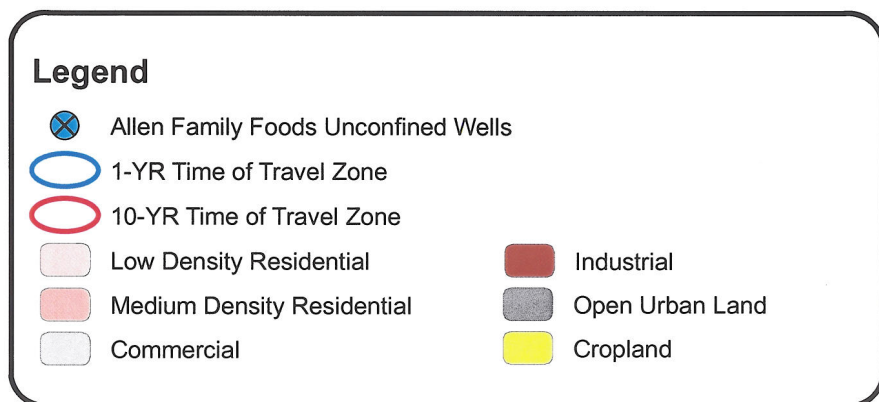 Legend
Allen Family Foods Unconfined Wells
1-YR Time of Travel Zone
10-YR Time of Travel Zone
Low Density Residential
Medium Density Residential
Commercial
Industrial
Open Urban Land
Cropland